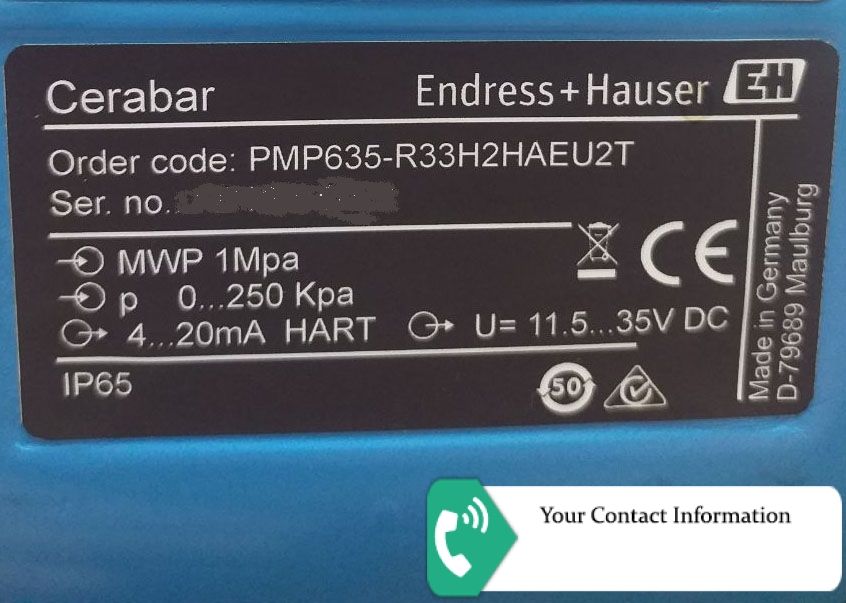 Cerabar
Endress+Hauser EH
Order code: PMP635-R33H2HAEU2T
Ser. no.
MWP 1Mpa
p 0...250 Kpa
4...20mA HART U= 11.5...35V DC
IP65
50
CE
Made in Germany
D-79689 Maulburg
Your Contact Information